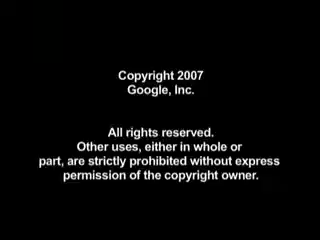 Copyright 2007
Google, Inc.
All rights reserved.
Other uses, either in whole or
part, are strictly prohibited without express
permission of the copyright owner.